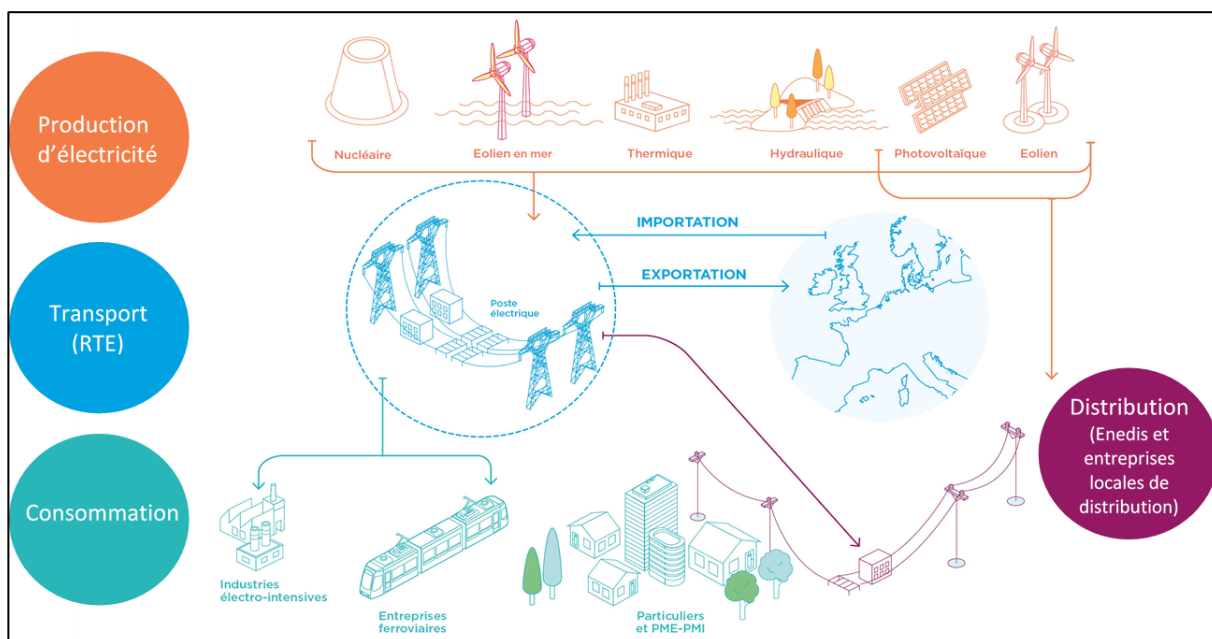 Production
d’électricité
Nucléaire
Eolien en mer
Thermique
Hydraulique
Photovoltaïque
Eolien
Transport
(RTE)
IMPORTATION
EXPORTATION
Poste
électrique
Distribution
(Enedis et
entreprises
locales de
distribution)
Consommation
Industries
électro-intensives
Entreprises
ferroviaires
Particuliers
et PME-PMI